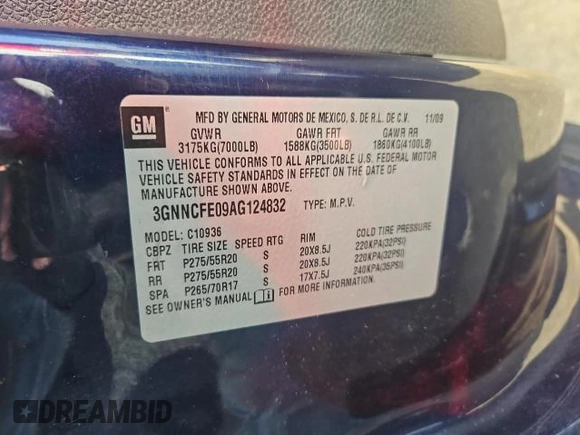 GM
MFD BY GENERAL MOTORS DE MEXICO, S. DE R.L. DE C.V. 11/09
GVWR GAWR FRT GAWR RR
3175KG(7000LB) 1588KG(3500LB) 1860KG(4100LB)
THIS VEHICLE CONFORMS TO ALL APPLICABLE U.S. FEDERAL MOTOR
VEHICLE SAFETY STANDARDS IN EFFECT ON THE DATE OF
MANUFACTURE SHOWN ABOVE.
3GNNCFE09AG124832 TYPE: M.P.V.
MODEL: C10936
CBPZ TIRE SIZE SPEED RTG RIM COLD TIRE PRESSURE
FRT P275/55R20 S 20X8.5J 220KPA(32PSI)
RR P275/55R20 S 20X8.5J 220KPA(32PSI)
SPA P265/70R17 S 17X7.5J 240KPA(35PSI)
SEE OWNER'S MANUAL FOR MORE INFORMATION.
DREAMBID